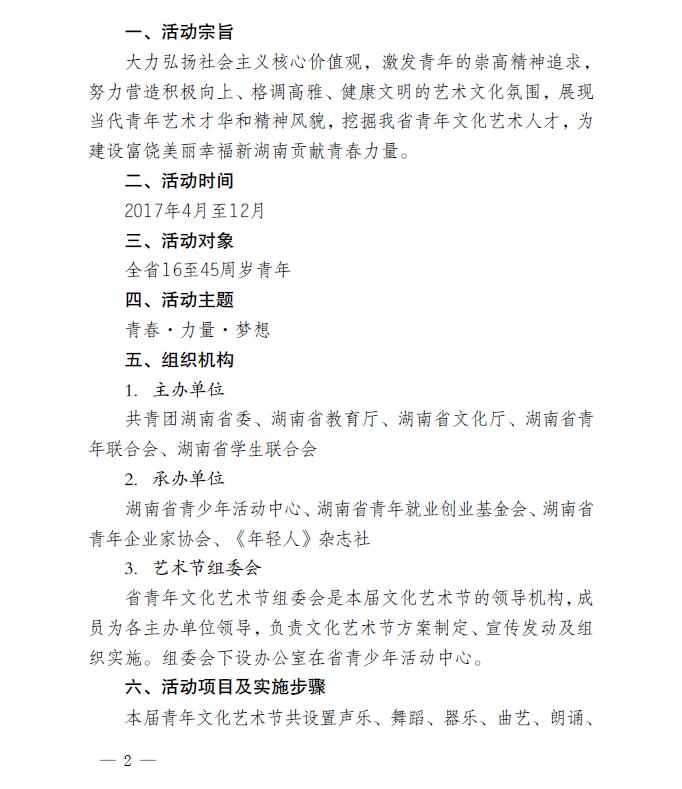 一、活动宗旨
大力弘扬社会主义核心价值观，激发青年的崇高精神追求，
努力营造积极向上、格调高雅、健康文明的艺术文化氛围，展现
当代青年艺术才华和精神风貌，挖掘我省青年文化艺术人才，为
建设富饶美丽幸福新湖南贡献青春力量。
二、活动时间
2017年4月至12月
三、活动对象
全省16至45周岁青年
四、活动主题
青春·力量·梦想
五、组织机构
1. 主办单位
共青团湖南省委、湖南省教育厅、湖南省文化厅、湖南省青
年联合会、湖南省学生联合会
2. 承办单位
湖南省青少年活动中心、湖南省青年就业创业基金会、湖南省
青年企业家协会、《年轻人》杂志社
3. 艺术节组委会
省青年文化艺术节组委会是本届文化艺术节的领导机构，成
员为各主办单位领导，负责文化艺术节方案制定、宣传发动及组
织实施。组委会下设办公室在省青少年活动中心。
六、活动项目及实施步骤
本届青年文化艺术节共设置声乐、舞蹈、器乐、曲艺、朗诵、
— 2 —